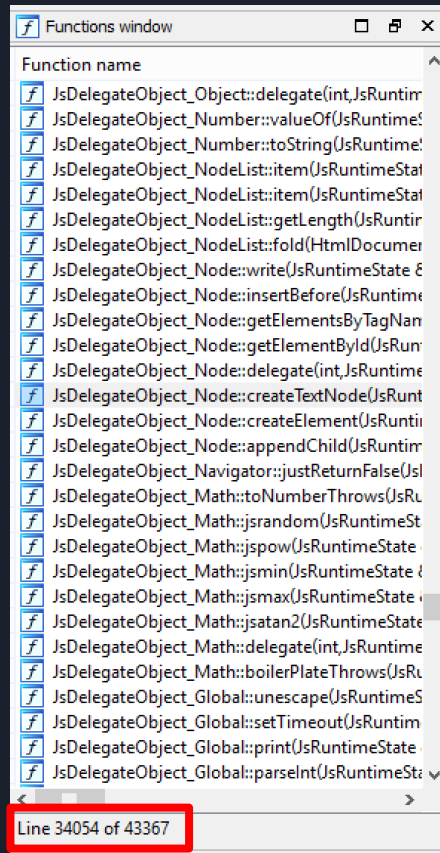 Functions window
Function name
JsDelegateObject_Object::delegate(int,JsRuntim
JsDelegateObject_Number::valueOf(JsRuntimeS
JsDelegateObject_Number::toString(JsRuntimeS
JsDelegateObject_NodeList::item(JsRuntimeStat
JsDelegateObject_NodeList::item(JsRuntimeStat
JsDelegateObject_NodeList::getLength(JsRuntin
JsDelegateObject_NodeList::fold(HtmlDocumer
JsDelegateObject_Node::write(JsRuntimeState &
JsDelegateObject_Node::insertBefore(JsRuntime
JsDelegateObject_Node::getElementsByTagNam
JsDelegateObject_Node::getElementById(JsRunt
JsDelegateObject_Node::delegate(int,JsRuntime
JsDelegateObject_Node::createTextNode(JsRunt
JsDelegateObject_Node::createElement(JsRunti
JsDelegateObject_Node::appendChild(JsRuntim
JsDelegateObject_Navigator::justReturnFalse(Jsl
JsDelegateObject_Math::toNumberThrows(JsRu
JsDelegateObject_Math::jsrandom(JsRuntimeSt
JsDelegateObject_Math::jspow(JsRuntimeState
JsDelegateObject_Math::jsmin(JsRuntimeState &
JsDelegateObject_Math::jsmax(JsRuntimeState
JsDelegateObject_Math::jsatan2(JsRuntimeState
JsDelegateObject_Math::delegate(int,JsRuntime
JsDelegateObject_Math::boilerPlateThrows(JsRu
JsDelegateObject_Global::unescape(JsRuntimeS
JsDelegateObject_Global::setTimeout(JsRuntim
JsDelegateObject_Global::print(JsRuntimeState
JsDelegateObject_Global::parseInt(JsRuntimeSta
Line 34054 of 43367